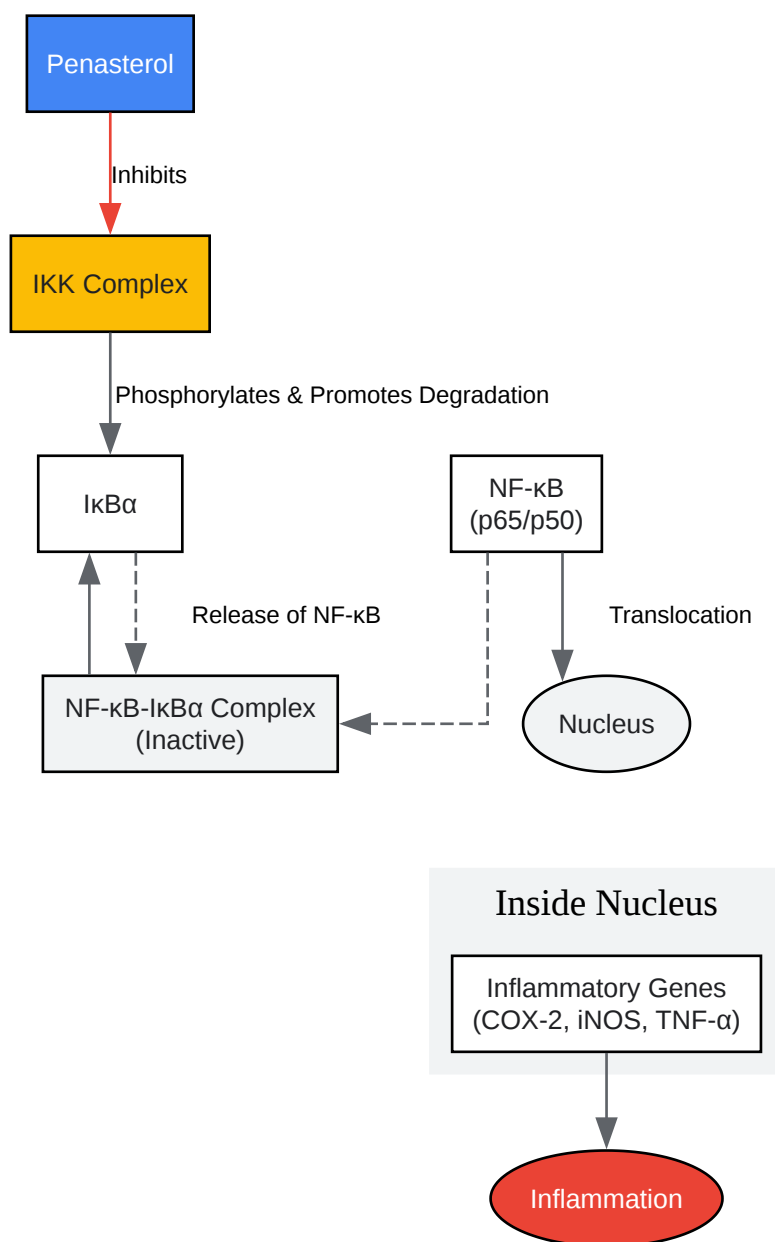 Penasterol
Inhibits
IKK Complex
Phosphorylates & Promotes Degradation
IκBα
NF-κB
(p65/p50)
Release of NF-κB
Translocation
NF-κB-IκBα Complex
(Inactive)
Nucleus
Inside Nucleus
Inflammatory Genes
(COX-2, iNOS, TNF-α)
Inflammation